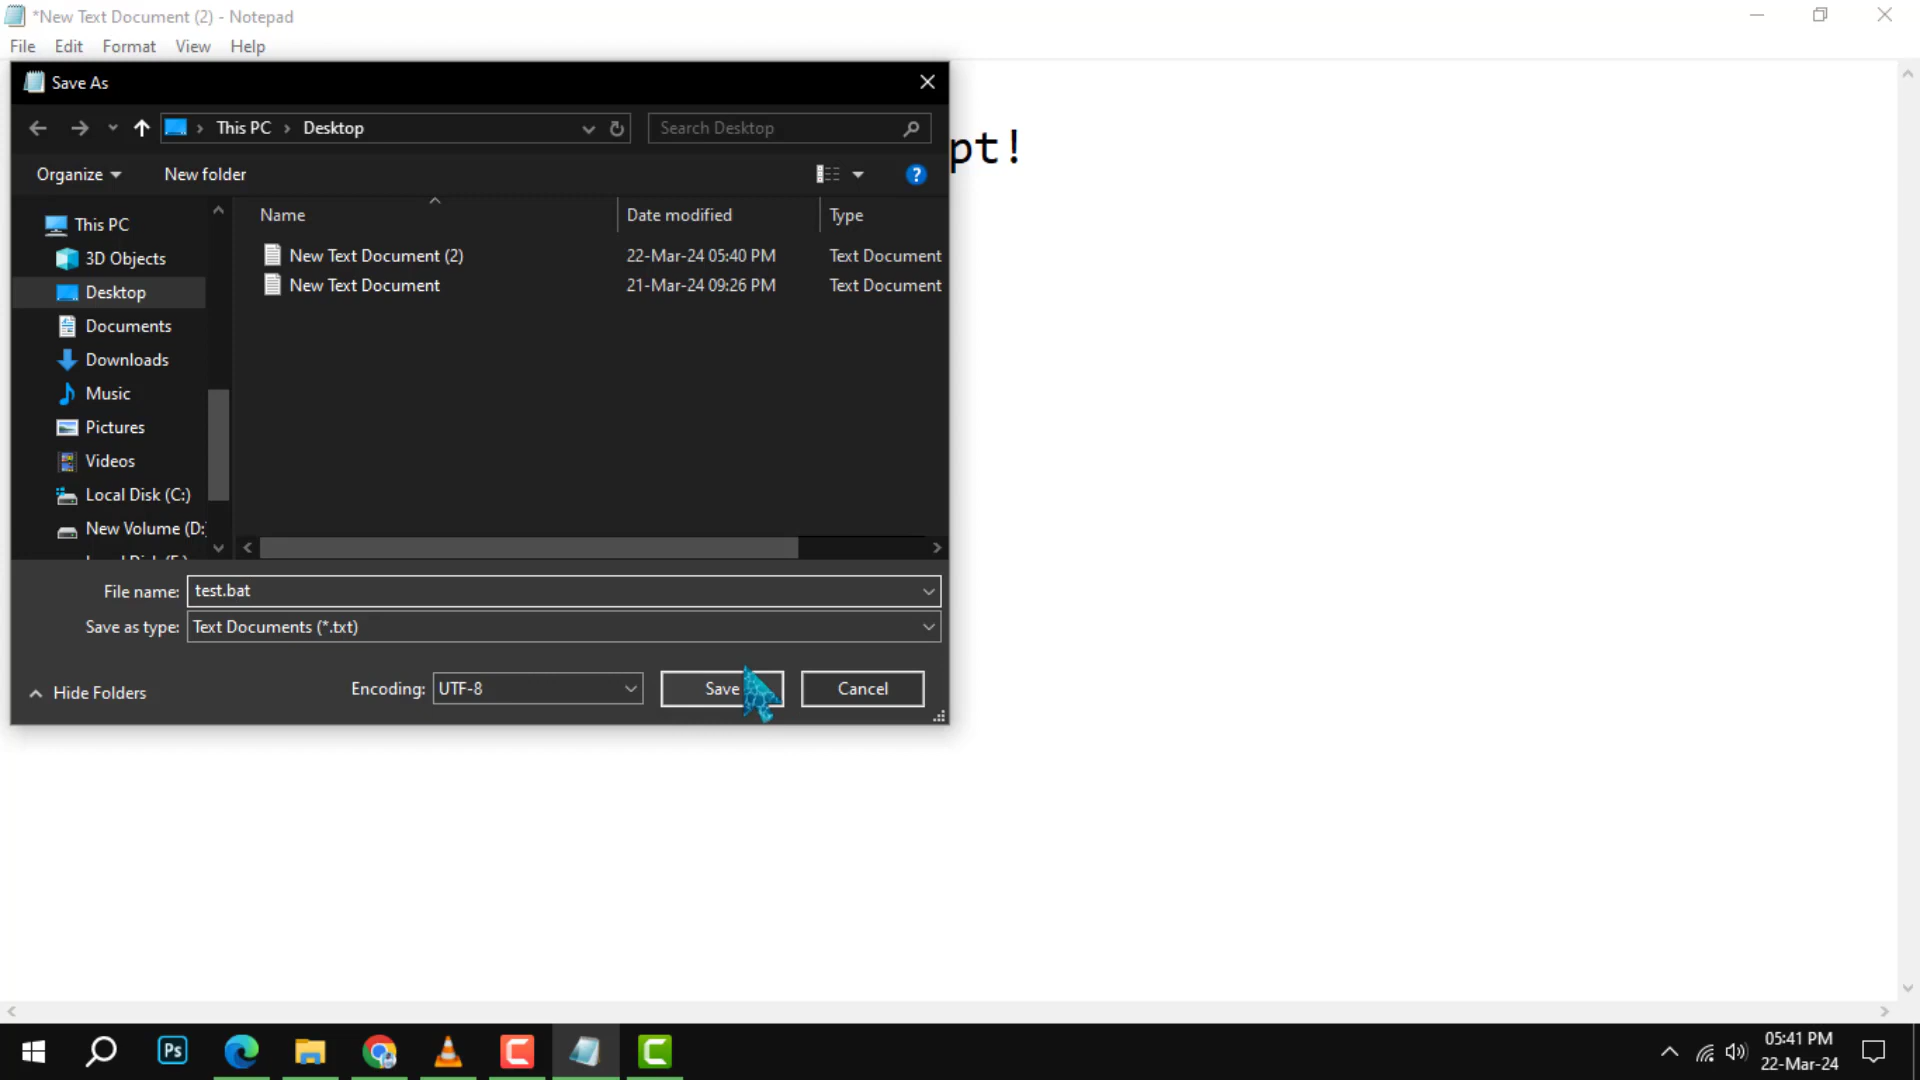 *New Text Document (2) - Notepad
File Edit Format View Help
Save As
This PC Desktop
Search Desktop
pt!
Organize New folder
?
Name Date modified Type
This PC
3D Objects
Desktop
Documents
Downloads
Music
Pictures
Videos
Local Disk (C:)
New Volume (D:
New Text Document (2) 22-Mar-24 05:40 PM Text Document
New Text Document 21-Mar-24 09:26 PM Text Document
File name: test.bat
Save as type: Text Documents (*.txt)
Hide Folders Encoding: UTF-8 Save Cancel
Ps
05:41 PM
22-Mar-24